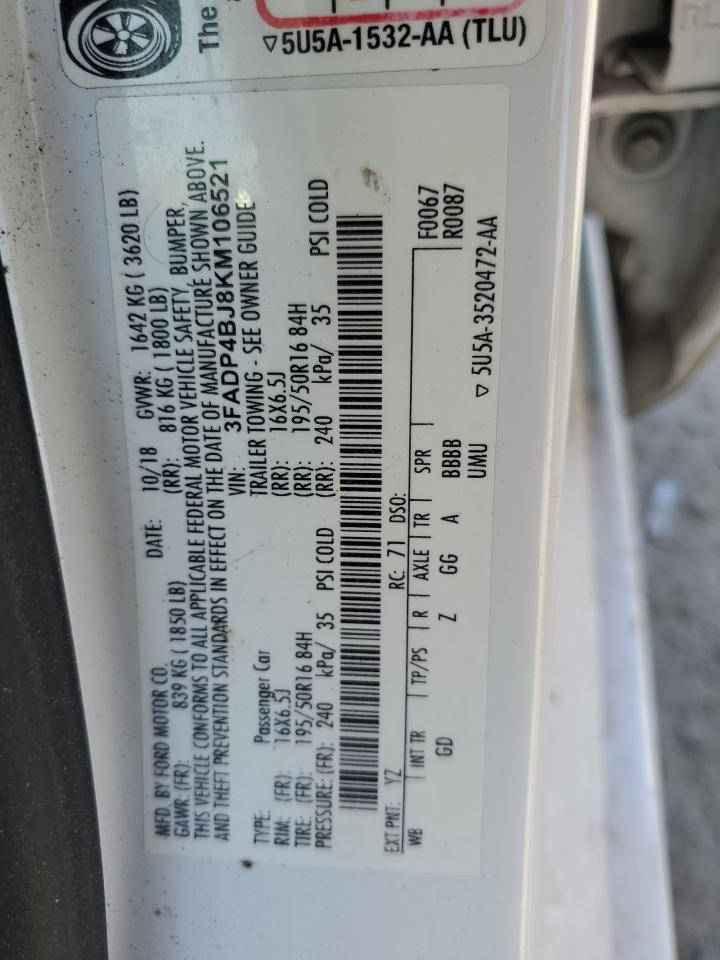 The
▽5U5A-1532-AA (TLU)
MFD. BY FORD MOTOR CO.
DATE: 10/18 GVWR: 1642 KG ( 3620 LB)
GAWR: (FR): 839 KG ( 1850 LB) (RR): 816 KG ( 1800 LB)
THIS VEHICLE CONFORMS TO ALL APPLICABLE FEDERAL MOTOR VEHICLE SAFETY, BUMPER,
AND THEFT PREVENTION STANDARDS IN EFFECT ON THE DATE OF MANUFACTURE SHOWN ABOVE.
VIN: 3FADP4BJ8KM106521
TYPE: Passenger Car TRAILER TOWING - SEE OWNER GUIDE
RIM: (FR): 16X6.5J (RR): 16X6.5J
TIRE: (FR): 195/50R16 84H (RR): 195/50R16 84H
PRESSURE: (FR): 240 kPa/ 35 PSI COLD (RR): 240 kPa/ 35 PSI COLD
EXT PNT: YZ RC: 71 DSO: F0067
WB INT TR TP/PS R AXLE TR SPR R0087
GD Z GG A BBBB
UMU ▽ 5U5A-3520472-AA